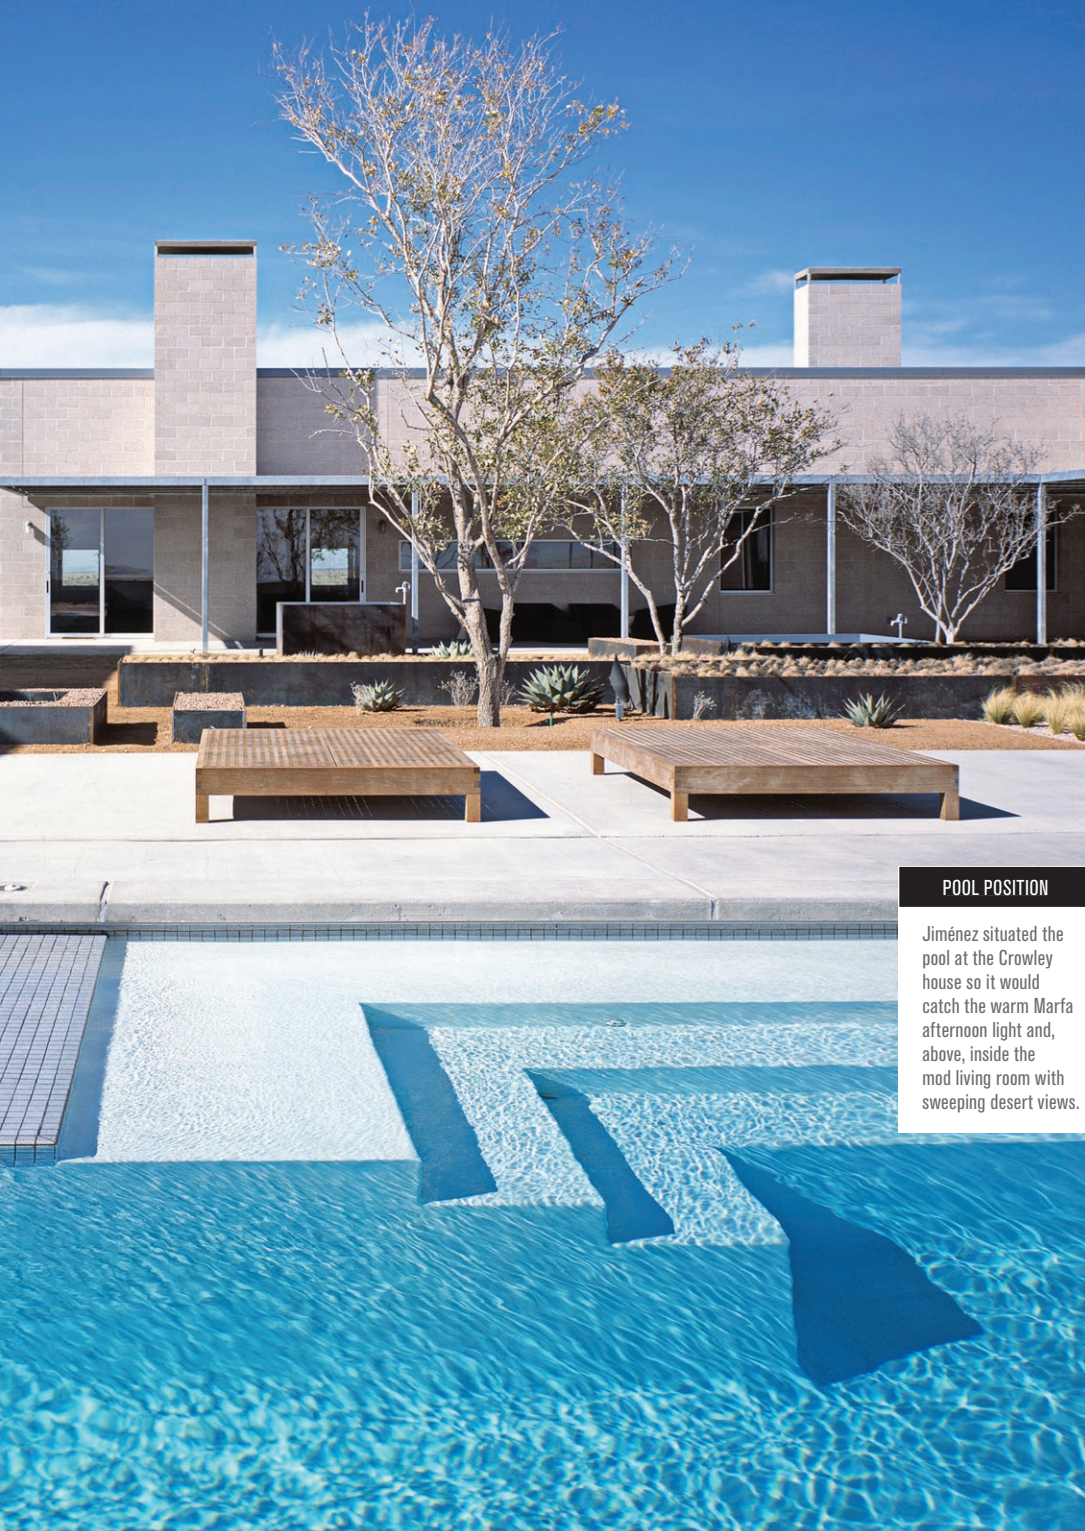 POOL POSITION
Jiménez situated the
pool at the Crowley
house so it would
catch the warm Marfa
afternoon light and,
above, inside the
mod living room with
sweeping desert views.